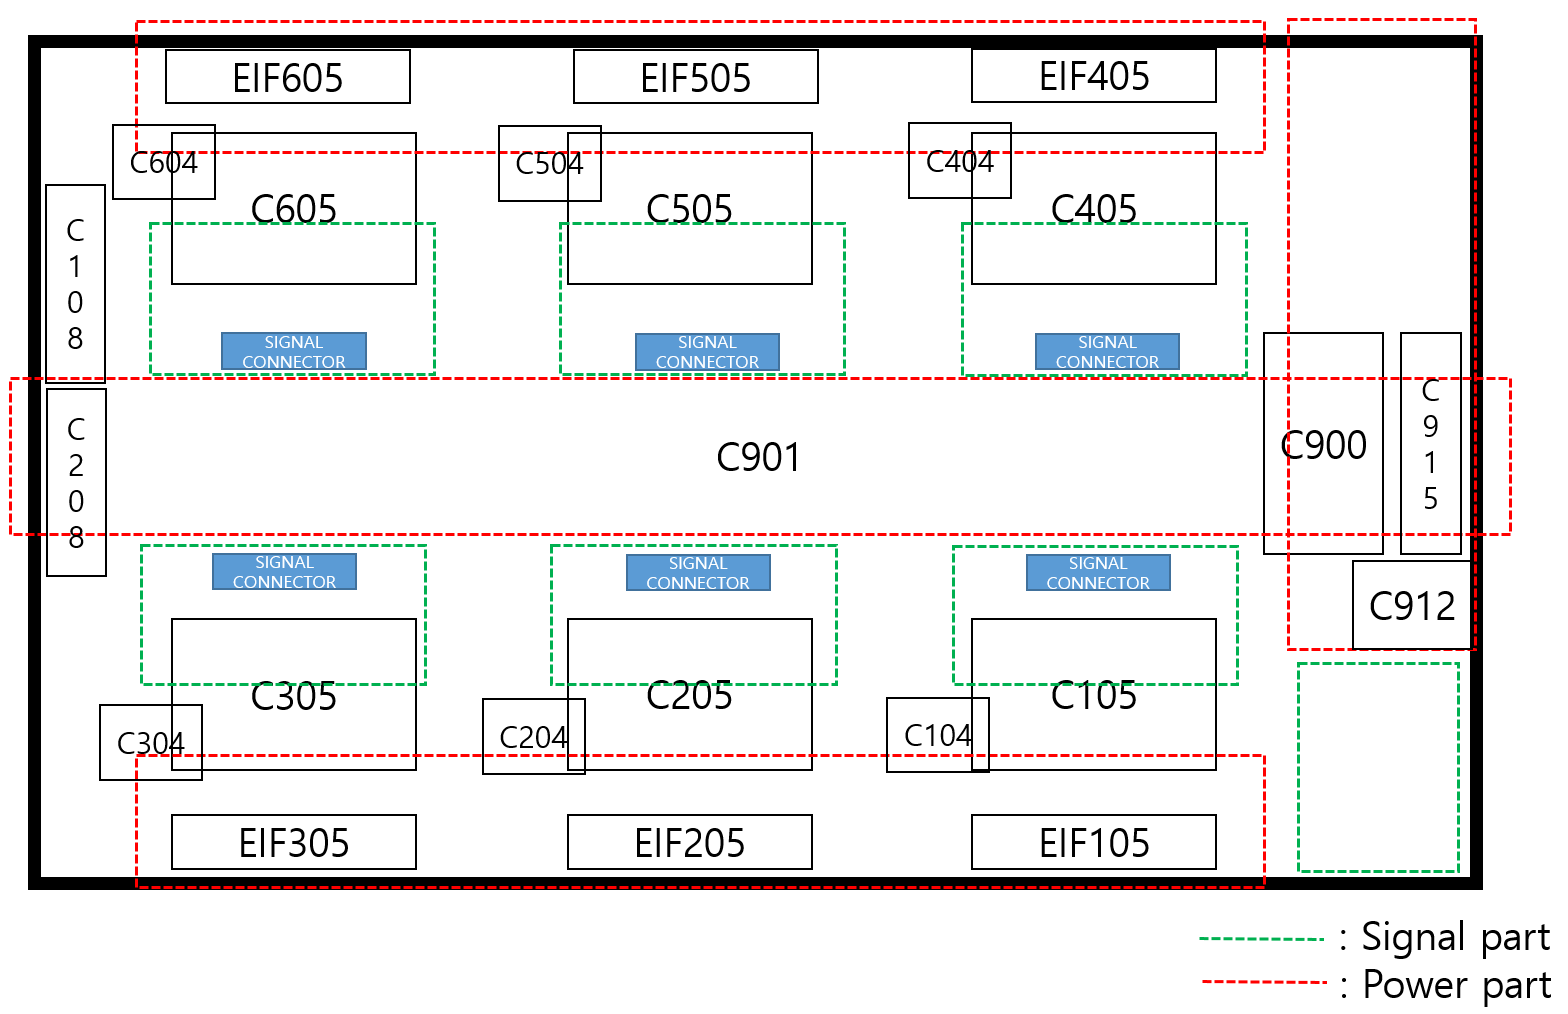 EIF605
EIF505
EIF405
C604
C504
C404
C605
C505
C405
C
1
0
8
SIGNAL
CONNECTOR
SIGNAL
CONNECTOR
SIGNAL
CONNECTOR
C
2
0
8
C901
C900
C
9
1
5
SIGNAL
CONNECTOR
SIGNAL
CONNECTOR
SIGNAL
CONNECTOR
C912
C305
C205
C105
C304
C204
C104
EIF305
EIF205
EIF105
: Signal part
: Power part